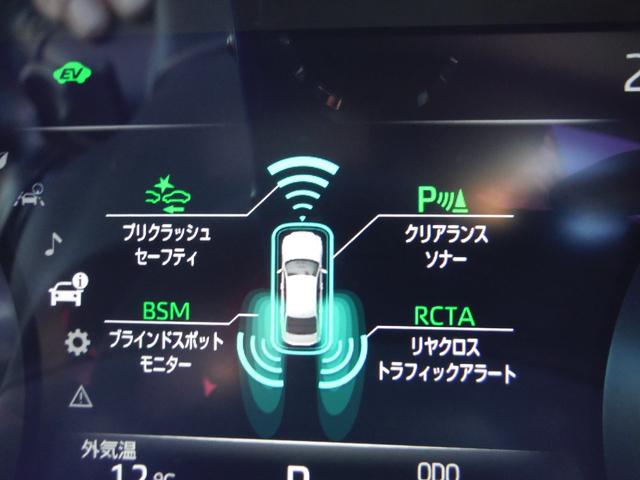 EV
プリクラッシュ
セーフティ
P
クリアランス
ソナー
BSM
ブラインドスポット
モニター
RCTA
リヤクロス
トラフィックアラート
外気温
12℃
ODO